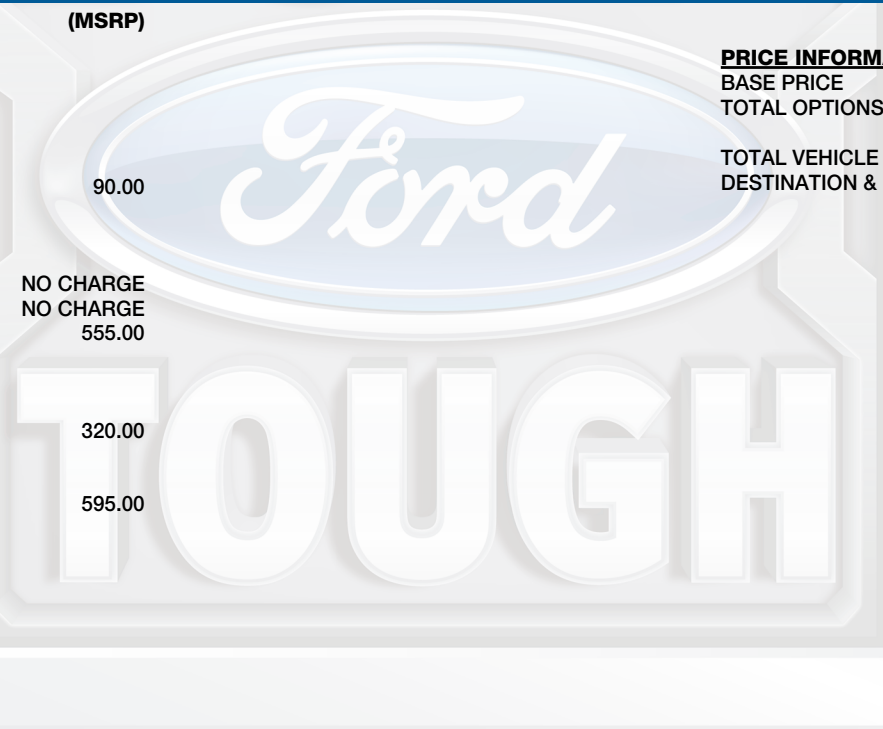 (MSRP)
90.00
NO CHARGE
NO CHARGE
555.00
320.00
595.00
PRICE INFORM
BASE PRICE
TOTAL OPTIONS
TOTAL VEHICLE
DESTINATION &
Ford
TOUGH